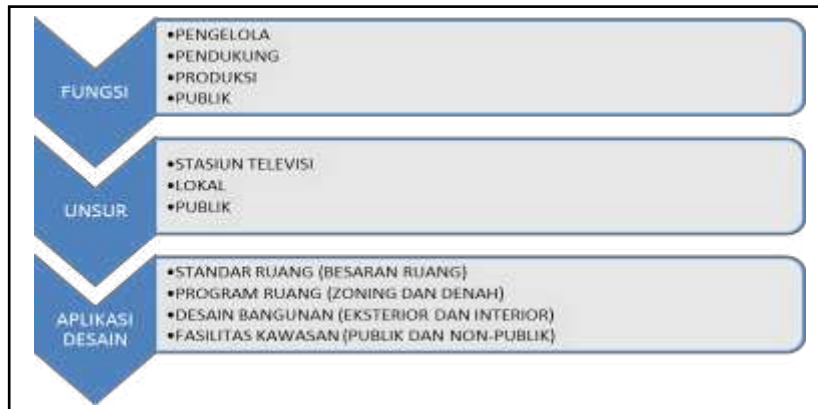 FUNGSI
•PENGELOLA
•PENDUKUNG
•PRODUKSI
•PUBLIK
UNSUR
•STASIUN TELEVISI
•LOKAL
•PUBLIK
APLIKASI
DESAIN
•STANDAR RUANG (BESARAN RUANG)
•PROGRAM RUANG (ZONING DAN DENAH)
•DESAIN BANGUNAN (EKSTERIOR DAN INTERIOR)
•FASILITAS KAWASAN (PUBLIK DAN NON-PUBLIK)